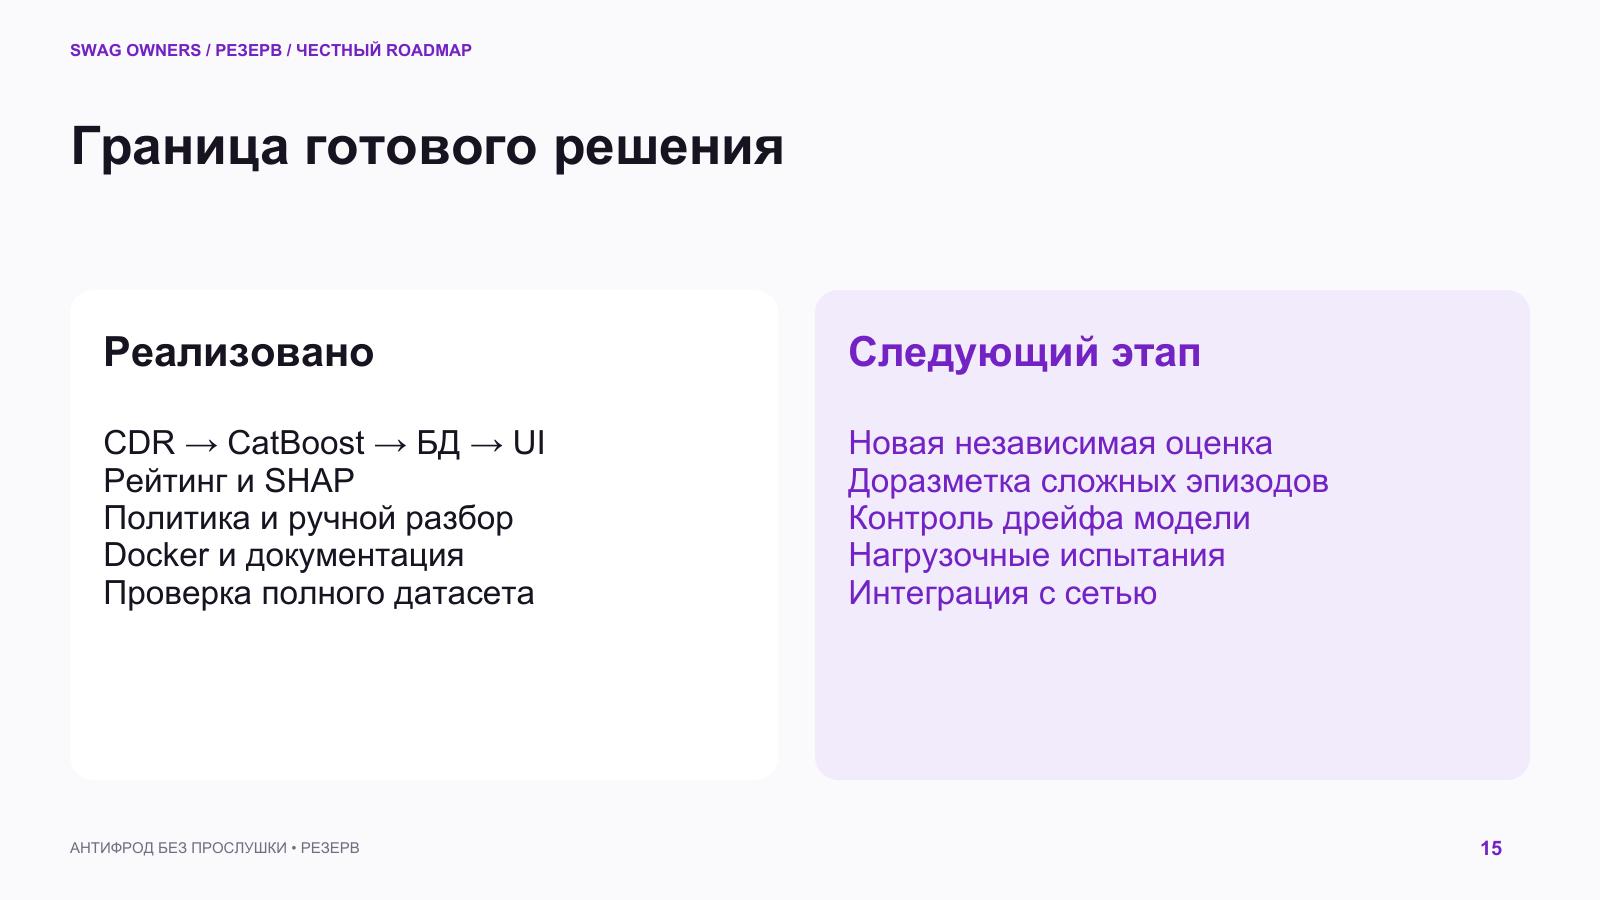 SWAG OWNERS / РЕЗЕРВ / ЧЕСТНЫЙ ROADMAP
Граница готового решения
Реализовано
CDR → CatBoost → БД → UI
Рейтинг и SHAP
Политика и ручной разбор
Docker и документация
Проверка полного датасета
Следующий этап
Новая независимая оценка
Доразметка сложных эпизодов
Контроль дрейфа модели
Нагрузочные испытания
Интеграция с сетью
АНТИФРОД БЕЗ ПРОСЛУШКИ • РЕЗЕРВ
15